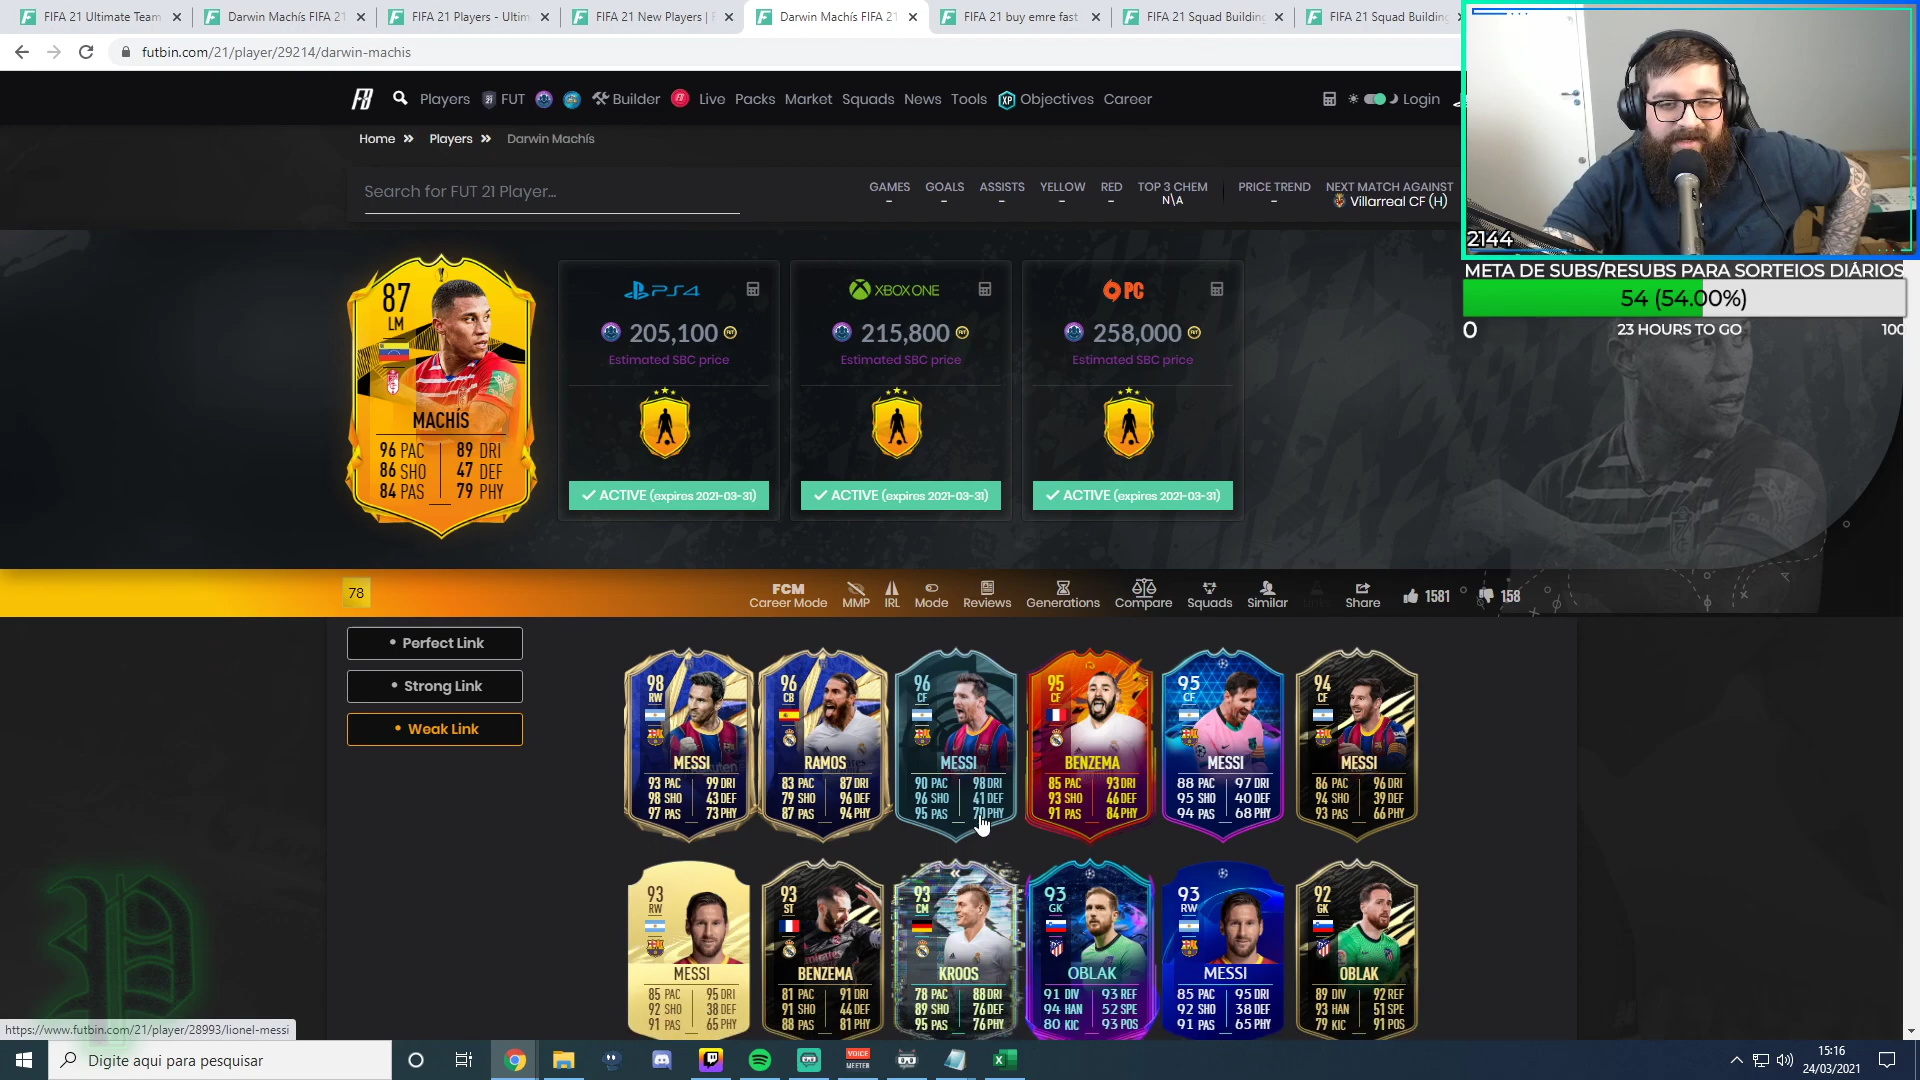 FIFA 21 Ultimate Team
Darwin Machís FIFA 21
FIFA 21 Players - Ultim
FIFA 21 New Players | F
Darwin Machís FIFA 21
FIFA 21 buy emre fast
FIFA 21 Squad Building
FIFA 21 Squad Building
futbin.com/21/player/29214/darwin-machis
Players FUT Builder Live Packs Market Squads News Tools XP Objectives Career Login
Home » Players » Darwin Machís
Search for FUT 21 Player...
GAMES GOALS ASSISTS YELLOW RED TOP 3 CHEM PRICE TREND NEXT MATCH AGAINST
- - - - - N\A - Villarreal CF (H)
2144
META DE SUBS/RESUBS PARA SORTEIOS DIÁRIOS
54 (54.00%)
0 23 HOURS TO GO 100
87
LM
MACHÍS
96 PAC 89 DRI
86 SHO 47 DEF
84 PAS 79 PHY
PS4
205,100
Estimated SBC price
ACTIVE (expires 2021-03-31)
XBOX ONE
215,800
Estimated SBC price
ACTIVE (expires 2021-03-31)
PC
258,000
Estimated SBC price
ACTIVE (expires 2021-03-31)
78
FCM
Career Mode MMP IRL Mode Reviews Generations Compare Squads Similar Share 1581 158
• Perfect Link
• Strong Link
• Weak Link
98
RW
MESSI
93 PAC 99 DRI
98 SHO 43 DEF
97 PAS 73 PHY
96
CB
RAMOS
83 PAC 87 DRI
79 SHO 96 DEF
87 PAS 94 PHY
96
CF
MESSI
90 PAC 98 DRI
96 SHO 41 DEF
95 PAS PHY
95
CF
BENZEMA
85 PAC 93 DRI
93 SHO 46 DEF
91 PAS 84 PHY
95
CF
MESSI
88 PAC 97 DRI
95 SHO 40 DEF
94 PAS 68 PHY
94
CF
MESSI
86 PAC 96 DRI
94 SHO 39 DEF
93 PAS 66 PHY
93
RW
MESSI
85 PAC 95 DRI
92 SHO 38 DEF
91 PAS 65 PHY
93
ST
BENZEMA
81 PAC 91 DRI
91 SHO 44 DEF
88 PAS 81 PHY
93
CM
KROOS
78 PAC 88 DRI
89 SHO 76 DEF
95 PAS 76 PHY
93
GK
OBLAK
91 DIV 93 REF
94 HAN 52 SPE
80 KIC 93 POS
93
RW
MESSI
85 PAC 95 DRI
92 SHO 38 DEF
91 PAS 65 PHY
92
GK
OBLAK
89 DIV 92 REF
93 HAN 51 SPE
79 KIC 91 POS
https://www.futbin.com/21/player/28993/lionel-messi
Digite aqui para pesquisar
VOICE
MEETER
15:16
24/03/2021